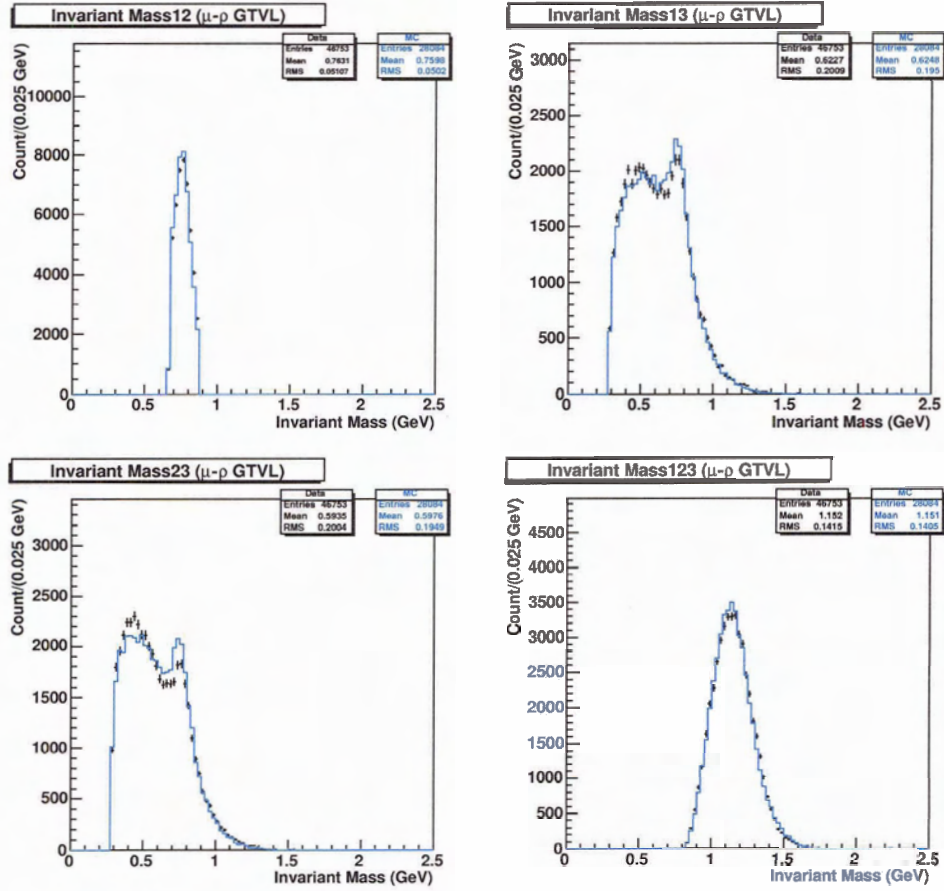 Invariant Mass12 (μ-ρ GTVL)
Data
Entries 46753
Mean 0.7631
RMS 0.05107
MC
Entries 28084
Mean 0.7598
RMS 0.0502
Count/(0.025 GeV)
10000
8000
6000
4000
2000
0
0 0.5 1 1.5 2 2.5
Invariant Mass (GeV)
Invariant Mass13 (μ-ρ GTVL)
Data
Entries 46753
Mean 0.6227
RMS 0.2009
MC
Entries 28084
Mean 0.6248
RMS 0.195
Count/(0.025 GeV)
3000
2500
2000
1500
1000
500
0
0 0.5 1 1.5 2 2.5
Invariant Mass (GeV)
Invariant Mass23 (μ-ρ GTVL)
Data
Entries 46753
Mean 0.5935
RMS 0.2004
MC
Entries 28084
Mean 0.5976
RMS 0.1949
Count/(0.025 GeV)
3000
2500
2000
1500
1000
500
0
0 0.5 1 1.5 2 2.5
Invariant Mass (GeV)
Invariant Mass123 (μ-ρ GTVL)
Data
Entries 46753
Mean 1.152
RMS 0.1415
MC
Entries 28084
Mean 1.151
RMS 0.1405
Count/(0.025 GeV)
4500
4000
3500
3000
2500
2000
1500
1000
500
0
0 0.5 1 1.5 2 2.5
Invariant Mass (GeV)